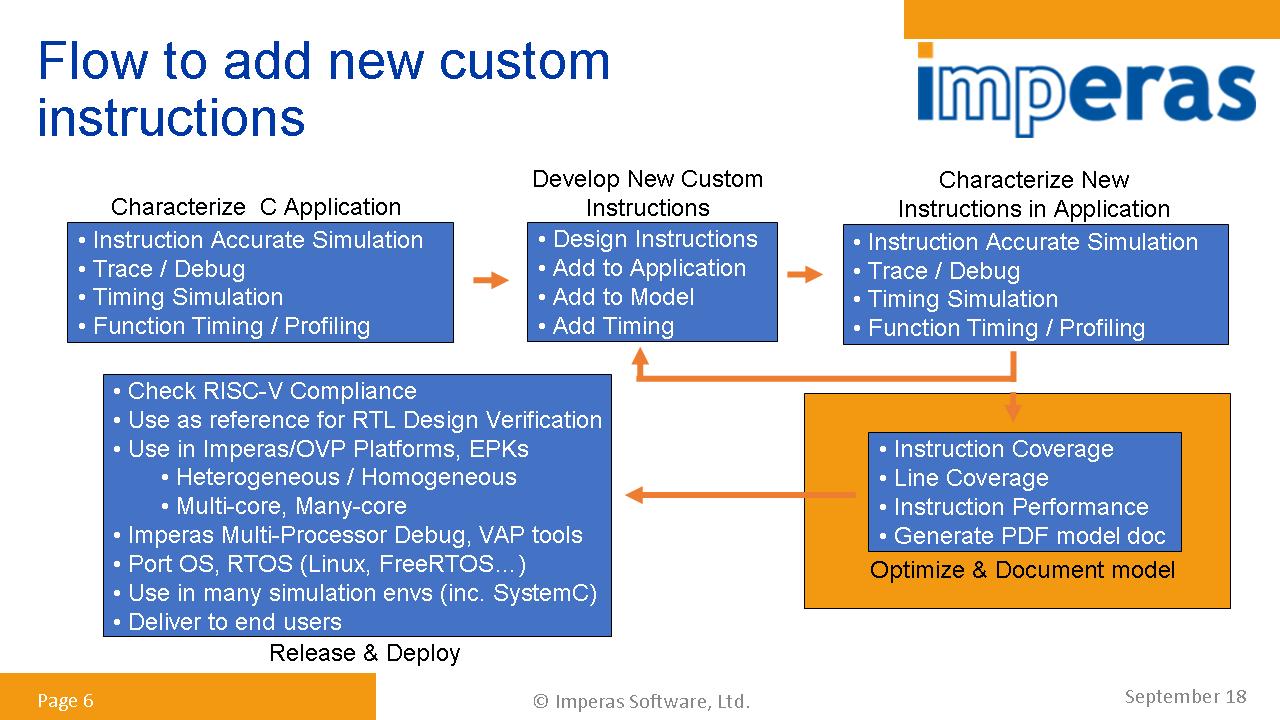 Flow to add new custom
instructions
imperas
Characterize C Application
• Instruction Accurate Simulation
• Trace / Debug
• Timing Simulation
• Function Timing / Profiling
Develop New Custom
Instructions
• Design Instructions
• Add to Application
• Add to Model
• Add Timing
Characterize New
Instructions in Application
• Instruction Accurate Simulation
• Trace / Debug
• Timing Simulation
• Function Timing / Profiling
• Instruction Coverage
• Line Coverage
• Instruction Performance
• Generate PDF model doc
Optimize & Document model
• Check RISC-V Compliance
• Use as reference for RTL Design Verification
• Use in Imperas/OVP Platforms, EPKs
• Heterogeneous / Homogeneous
• Multi-core, Many-core
• Imperas Multi-Processor Debug, VAP tools
• Port OS, RTOS (Linux, FreeRTOS…)
• Use in many simulation envs (inc. SystemC)
• Deliver to end users
Release & Deploy
Page 6
© Imperas Software, Ltd.
September 18